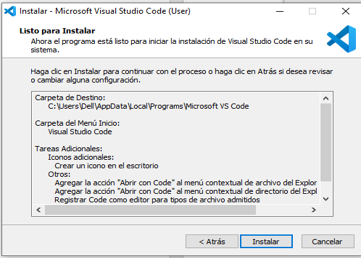 Instalar - Microsoft Visual Studio Code (User)
Listo para Instalar
Ahora el programa está listo para iniciar la instalación de Visual Studio Code en su
sistema.
Haga clic en Instalar para continuar con el proceso o haga clic en Atrás si desea revisar
o cambiar alguna configuración.
Carpeta de Destino:
C:\Users\Dell\AppData\Local\Programs\Microsoft VS Code
Carpeta del Menú Inicio:
Visual Studio Code
Tareas Adicionales:
Iconos adicionales:
Crear un icono en el escritorio
Otros:
Agregar la acción "Abrir con Code" al menú contextual de archivo del Explor
Agregar la acción "Abrir con Code" al menú contextual de directorio del Expl
Registrar Code como editor para tipos de archivo admitidos
< Atrás Instalar Cancelar